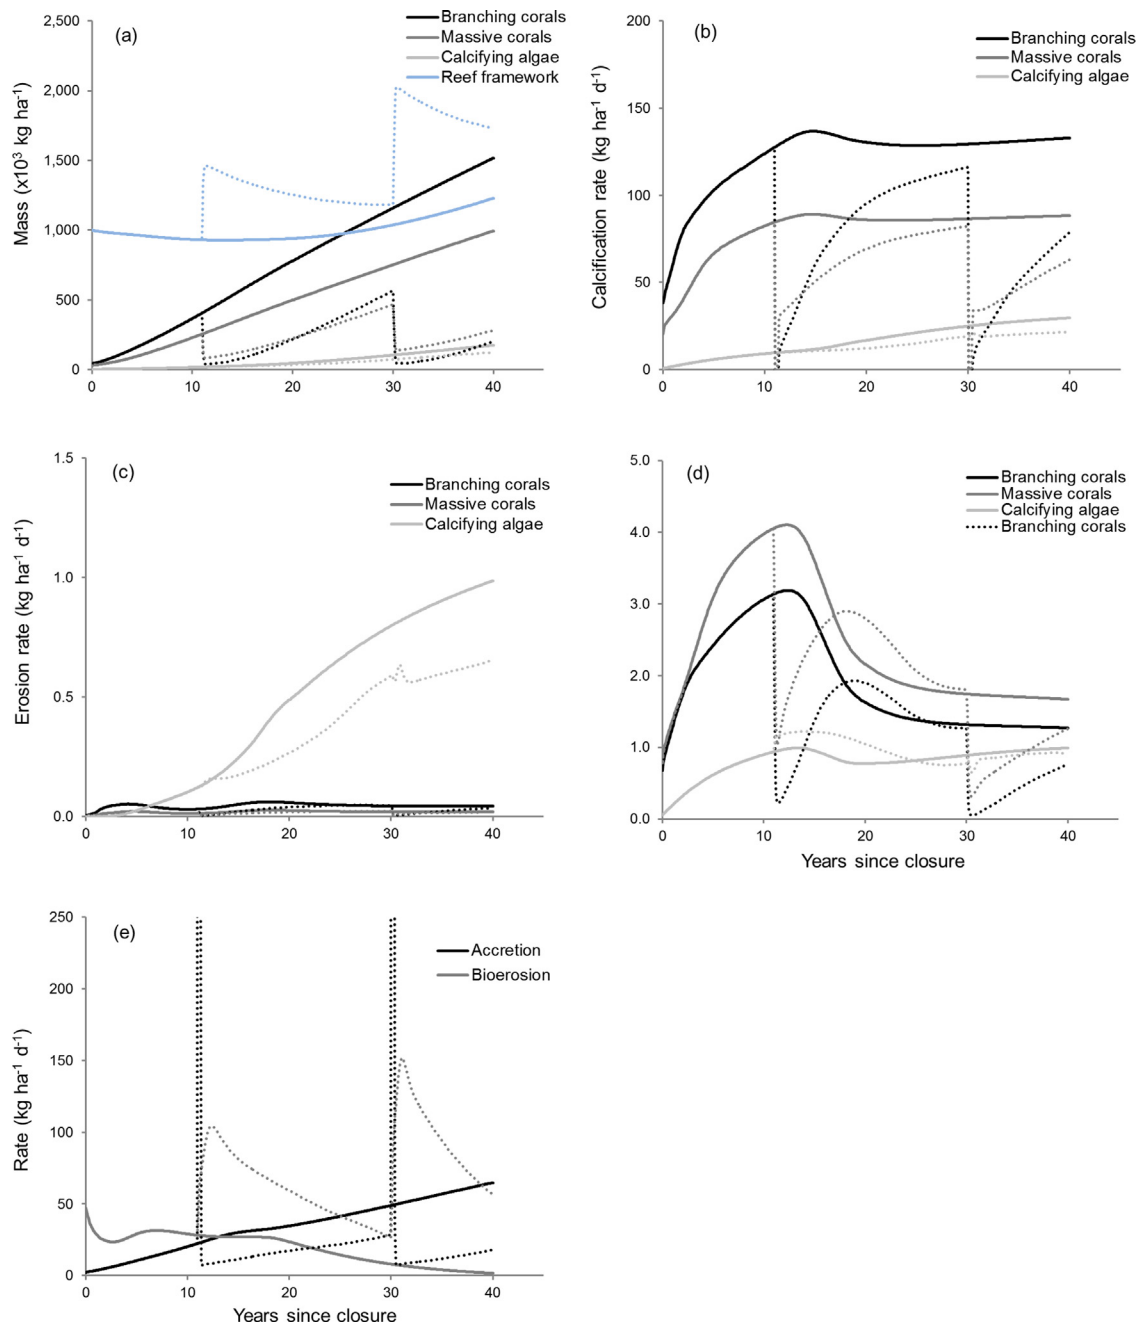 (a)
Branching corals
Massive corals
Calcifying algae
Reef framework
Mass (x10³ kg ha⁻¹)
2,500
2,000
1,500
1,000
500
0
0 10 20 30 40
(b)
Branching corals
Massive corals
Calcifying algae
Calcification rate (kg ha⁻¹ d⁻¹)
200
150
100
50
0
0 10 20 30 40
(c)
Branching corals
Massive corals
Calcifying algae
Erosion rate (kg ha⁻¹ d⁻¹)
1.5
1.0
0.5
0.0
0 10 20 30 40
(d)
Branching corals
Massive corals
Calcifying algae
Branching corals
5.0
4.0
3.0
2.0
1.0
0.0
0 10 20 30 40
Years since closure
(e)
Accretion
Bioerosion
Rate (kg ha⁻¹ d⁻¹)
250
200
150
100
50
0
0 10 20 30 40
Years since closure